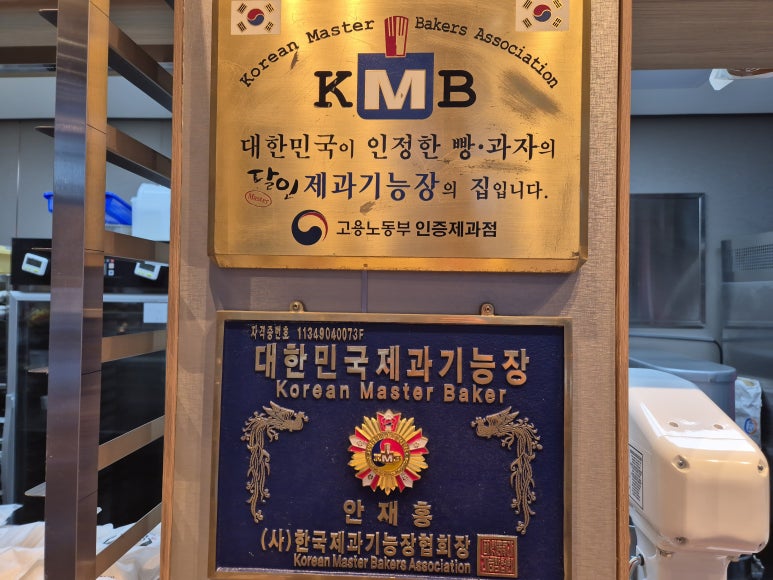 Korean Master Bakers Association
KMB
대한민국이 인정한 빵·과자의
달인 제과기능장의 집입니다.
Master
고용노동부 인증제과점
자격증번호 11349040073F
대한민국제과기능장
Korean Master Baker
KMB
안재홍
(사)한국제과기능장협회장
Korean Master Bakers Association